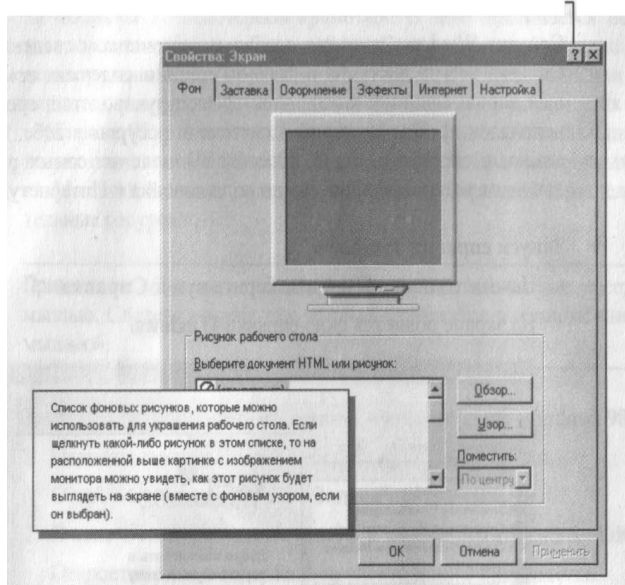 Свойства: Экран
Фон Заставка Оформление Эффекты Интернет Настройка
Рисунок рабочего стола
Выберите документ HTML или рисунок:
Обзор...
Узор...
Поместить:
По центру
Список фоновых рисунков, которые можно
использовать для украшения рабочего стола. Если
щелкнуть какой-либо рисунок в этом списке, то на
расположенной выше картинке с изображением
монитора можно увидеть, как этот рисунок будет
выглядеть на экране (вместе с фоновым узором, если
он выбран).
OK Отмена Применить